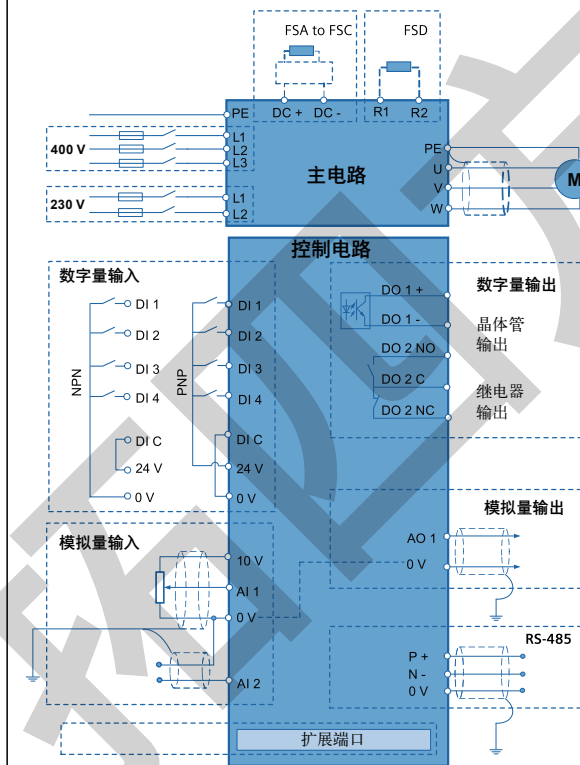 FSA to FSC
FSD
PE
DC + DC -
R1 R2
400 V
L1
L2
L3
230 V
L1
L2
主电路
PE
U
V
W
M
控制电路
数字量输入
NPN
DI 1
DI 2
DI 3
DI 4
DI C
24 V
0 V
PNP
DI 1
DI 2
DI 3
DI 4
DI C
24 V
0 V
DO 1 +
DO 1 -
DO 2 NO
DO 2 C
DO 2 NC
数字量输出
晶体管
输出
继电器
输出
模拟量输入
10 V
AI 1
0 V
AI 2
模拟量输出
AO 1
0 V
RS-485
P +
N -
0 V
扩展端口